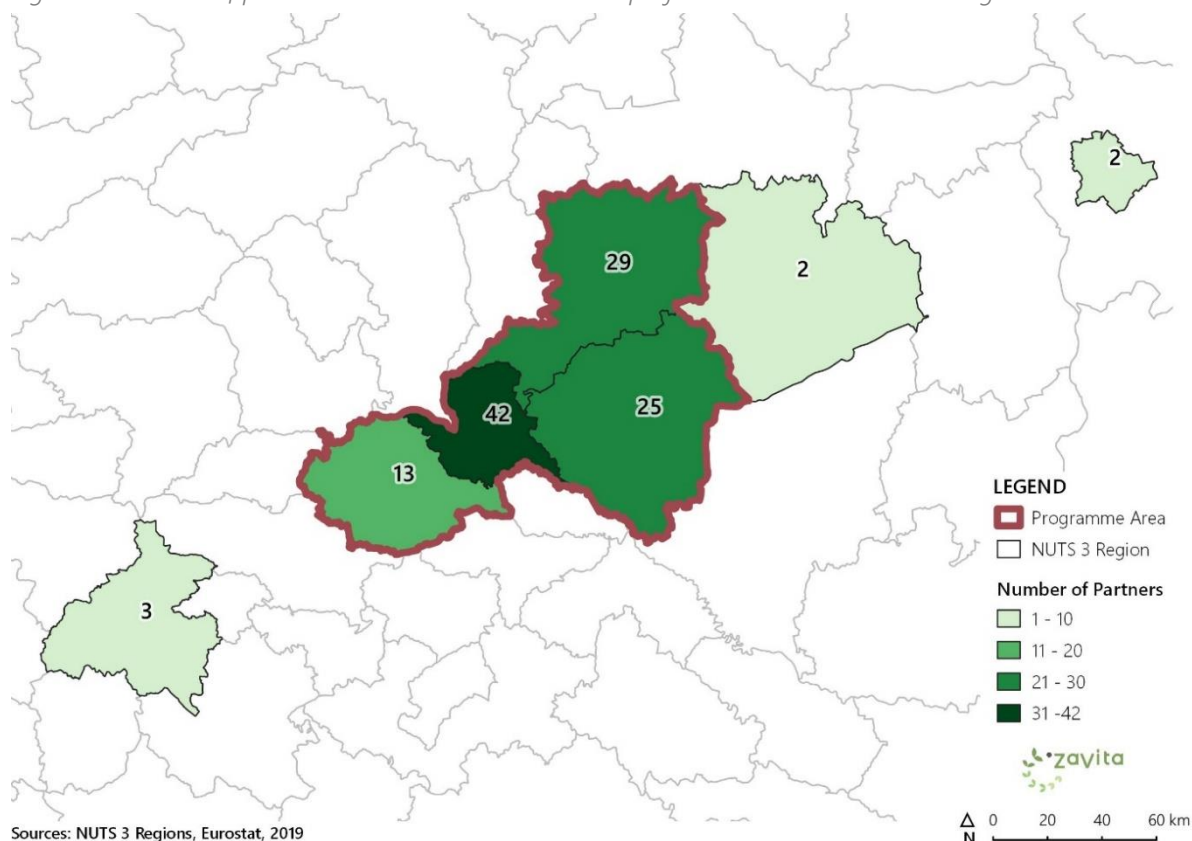 2
29
2
42
25
13
3
LEGEND
Programme Area
NUTS 3 Region
Number of Partners
1 - 10
11 - 20
21 - 30
31 -42
zavita
N
0 20 40 60 km
Sources: NUTS 3 Regions, Eurostat, 2019